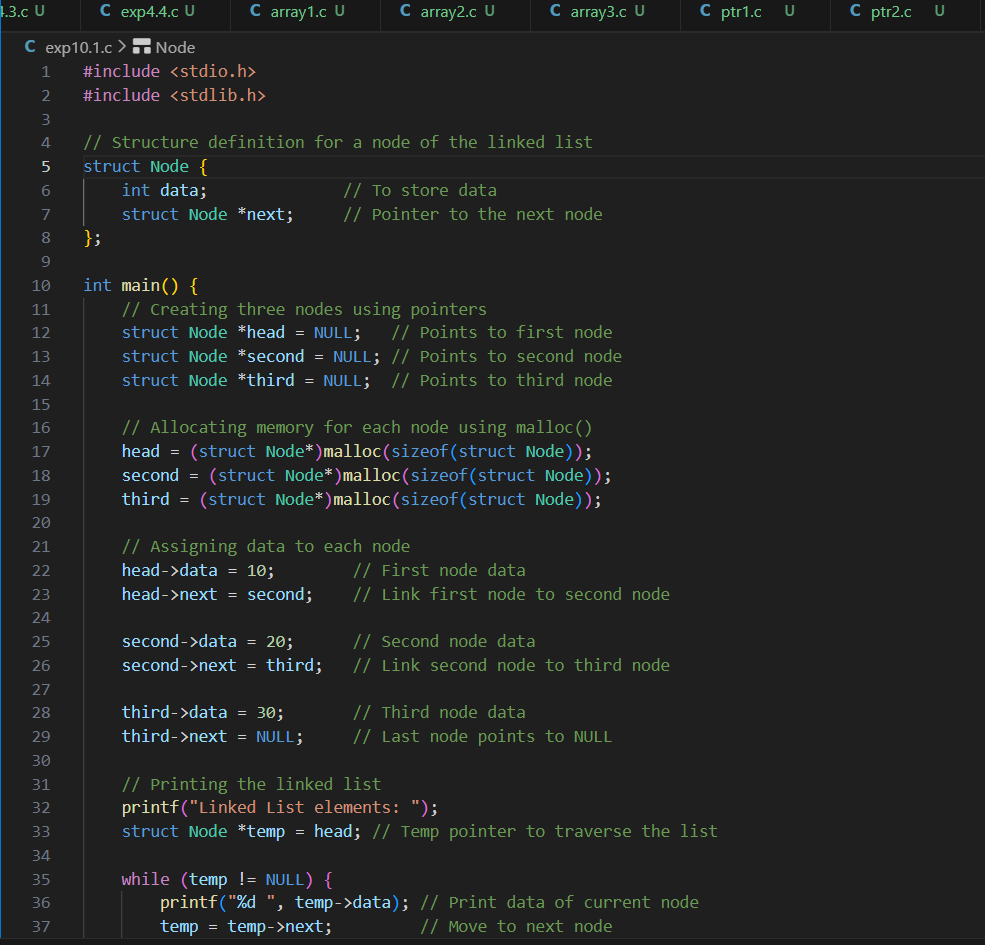 4.3.c U C exp4.4.c U C array1.c U C array2.c U C array3.c U C ptr1.c U C ptr2.c U
C exp10.1.c > Node
1 #include <stdio.h>
2 #include <stdlib.h>
3
4 // Structure definition for a node of the linked list
5 struct Node {
6     int data;              // To store data
7     struct Node *next;     // Pointer to the next node
8 };
9
10 int main() {
11     // Creating three nodes using pointers
12     struct Node *head = NULL;   // Points to first node
13     struct Node *second = NULL; // Points to second node
14     struct Node *third = NULL;  // Points to third node
15
16     // Allocating memory for each node using malloc()
17     head = (struct Node*)malloc(sizeof(struct Node));
18     second = (struct Node*)malloc(sizeof(struct Node));
19     third = (struct Node*)malloc(sizeof(struct Node));
20
21     // Assigning data to each node
22     head->data = 10;        // First node data
23     head->next = second;    // Link first node to second node
24
25     second->data = 20;      // Second node data
26     second->next = third;   // Link second node to third node
27
28     third->data = 30;       // Third node data
29     third->next = NULL;     // Last node points to NULL
30
31     // Printing the linked list
32     printf("Linked List elements: ");
33     struct Node *temp = head; // Temp pointer to traverse the list
34
35     while (temp != NULL) {
36         printf("%d ", temp->data); // Print data of current node
37         temp = temp->next;         // Move to next node